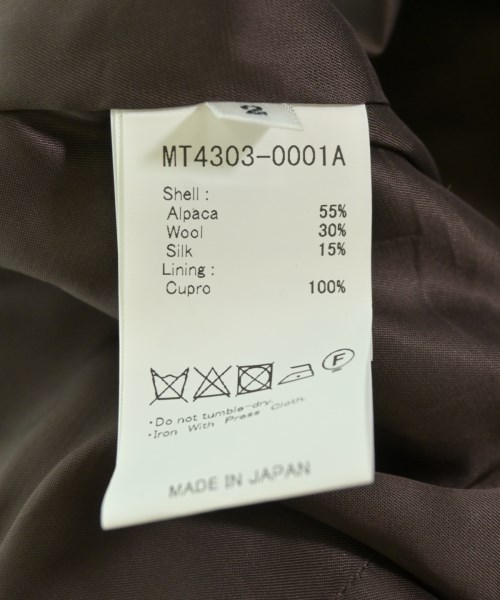 2
MT4303-0001A
Shell :
Alpaca 55%
Wool 30%
Silk 15%
Lining :
Cupro 100%
F
・Do not tumble-dry.
・Iron With Press Cloth
MADE IN JAPAN